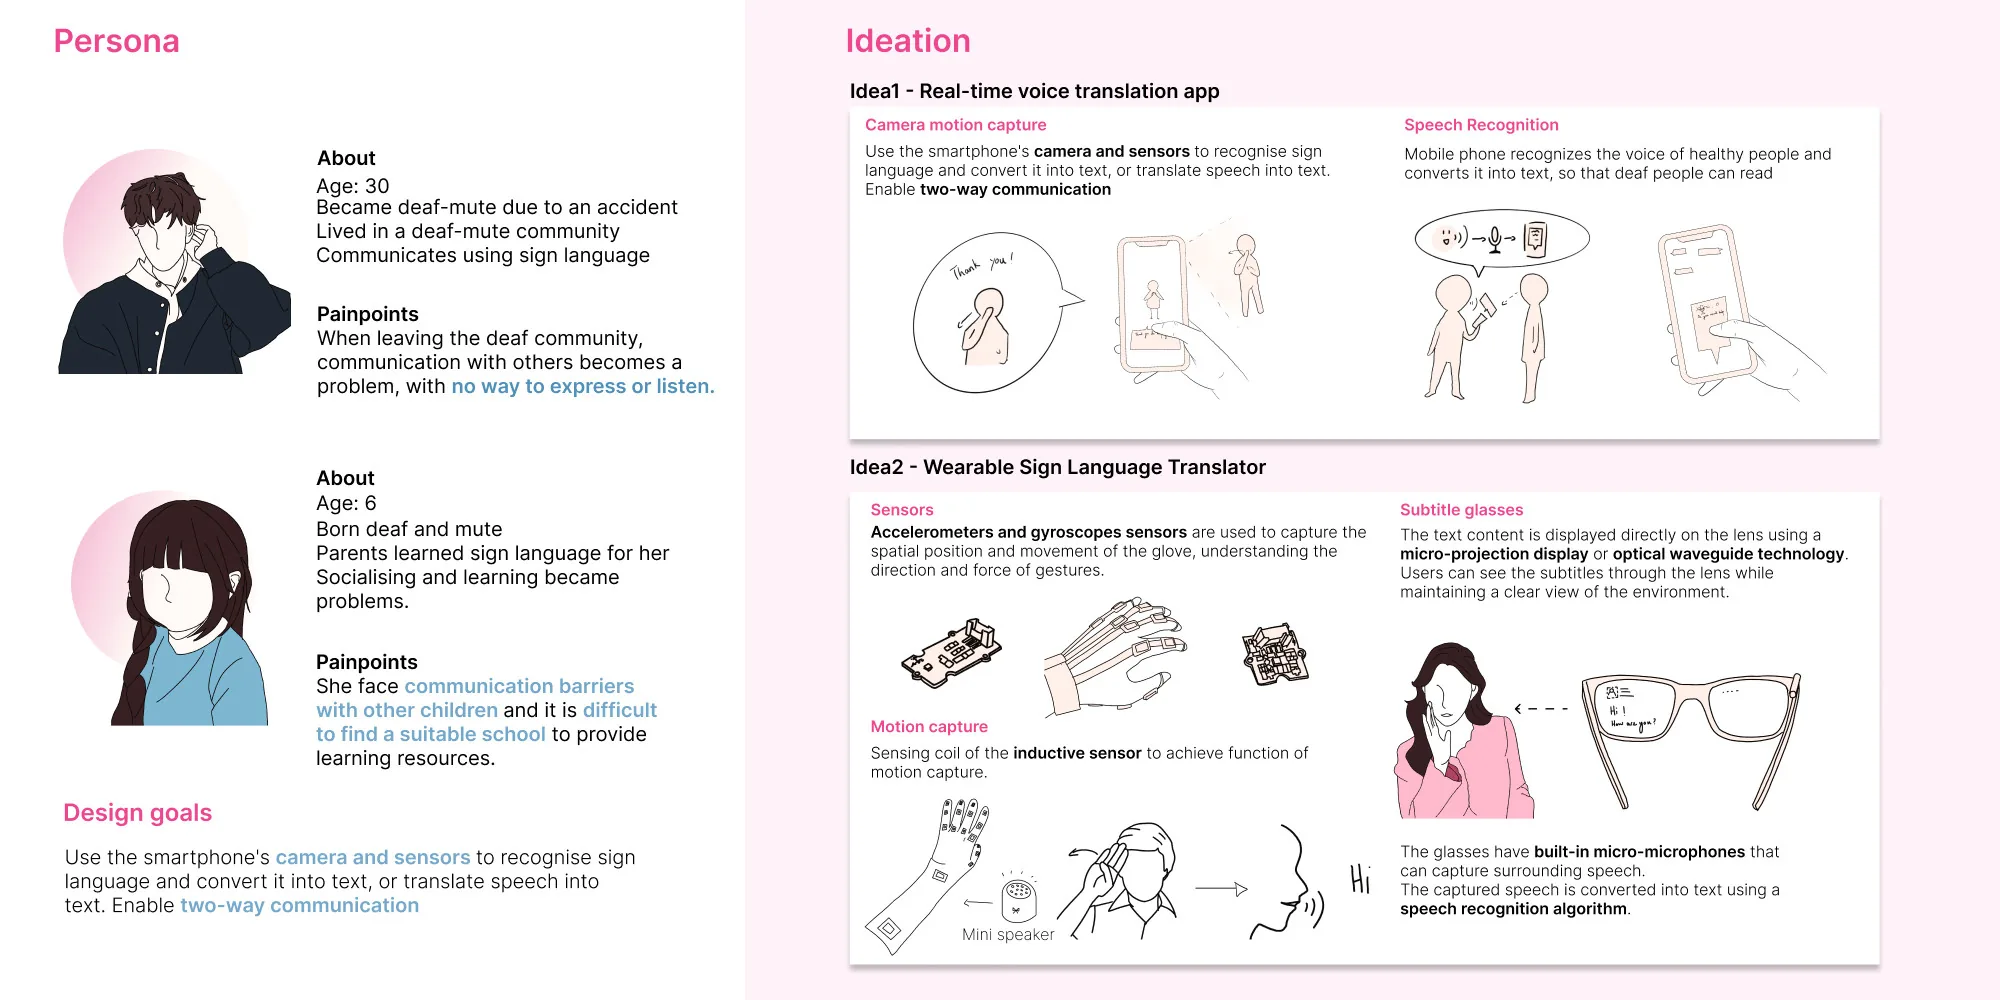 Persona
About
Age: 30
Became deaf-mute due to an accident
Lived in a deaf-mute community
Communicates using sign language
Painpoints
When leaving the deaf community,
communication with others becomes a
problem, with no way to express or listen.
About
Age: 6
Born deaf and mute
Parents learned sign language for her
Socialising and learning became
problems.
Painpoints
She face communication barriers
with other children and it is difficult
to find a suitable school to provide
learning resources.
Design goals
Use the smartphone's camera and sensors to recognise sign
language and convert it into text, or translate speech into
text. Enable two-way communication
Ideation
Idea1 - Real-time voice translation app
Camera motion capture
Use the smartphone's camera and sensors to recognise sign
language and convert it into text, or translate speech into text.
Enable two-way communication
Thank you!
Speech Recognition
Mobile phone recognizes the voice of healthy people and
converts it into text, so that deaf people can read
Idea2 - Wearable Sign Language Translator
Sensors
Accelerometers and gyroscopes sensors are used to capture the
spatial position and movement of the glove, understanding the
direction and force of gestures.
Motion capture
Sensing coil of the inductive sensor to achieve function of
motion capture.
Mini speaker
Hi
Subtitle glasses
The text content is displayed directly on the lens using a
micro-projection display or optical waveguide technology.
Users can see the subtitles through the lens while
maintaining a clear view of the environment.
Hi!
How are you?
The glasses have built-in micro-microphones that
can capture surrounding speech.
The captured speech is converted into text using a
speech recognition algorithm.